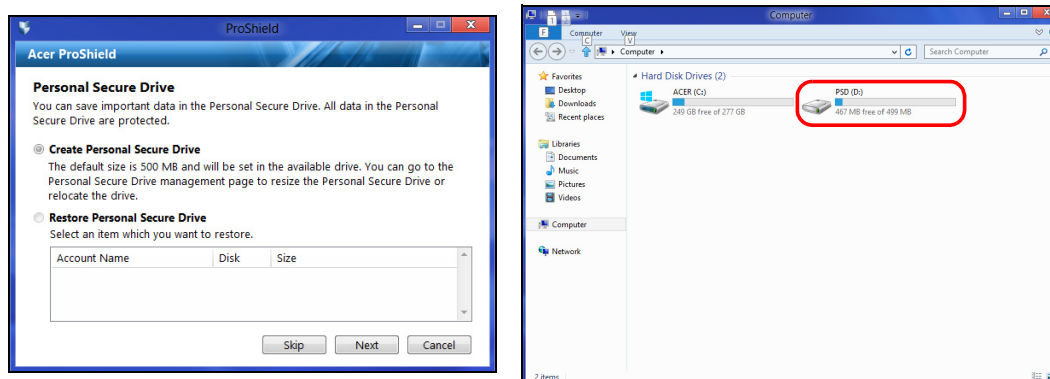 ProShield
Acer ProShield
Personal Secure Drive
You can save important data in the Personal Secure Drive. All data in the Personal
Secure Drive are protected.
Create Personal Secure Drive
The default size is 500 MB and will be set in the available drive. You can go to the
Personal Secure Drive management page to resize the Personal Secure Drive or
relocate the drive.
Restore Personal Secure Drive
Select an item which you want to restore.
Account Name Disk Size
Skip Next Cancel
Computer
1 2
F Computer View
C V
Computer
Search Computer
Favorites
Desktop
Downloads
Recent places
Libraries
Documents
Music
Pictures
Videos
Computer
Network
Hard Disk Drives (2)
ACER (C:)
249 GB free of 277 GB
PSD (D:)
467 MB free of 499 MB
2 items